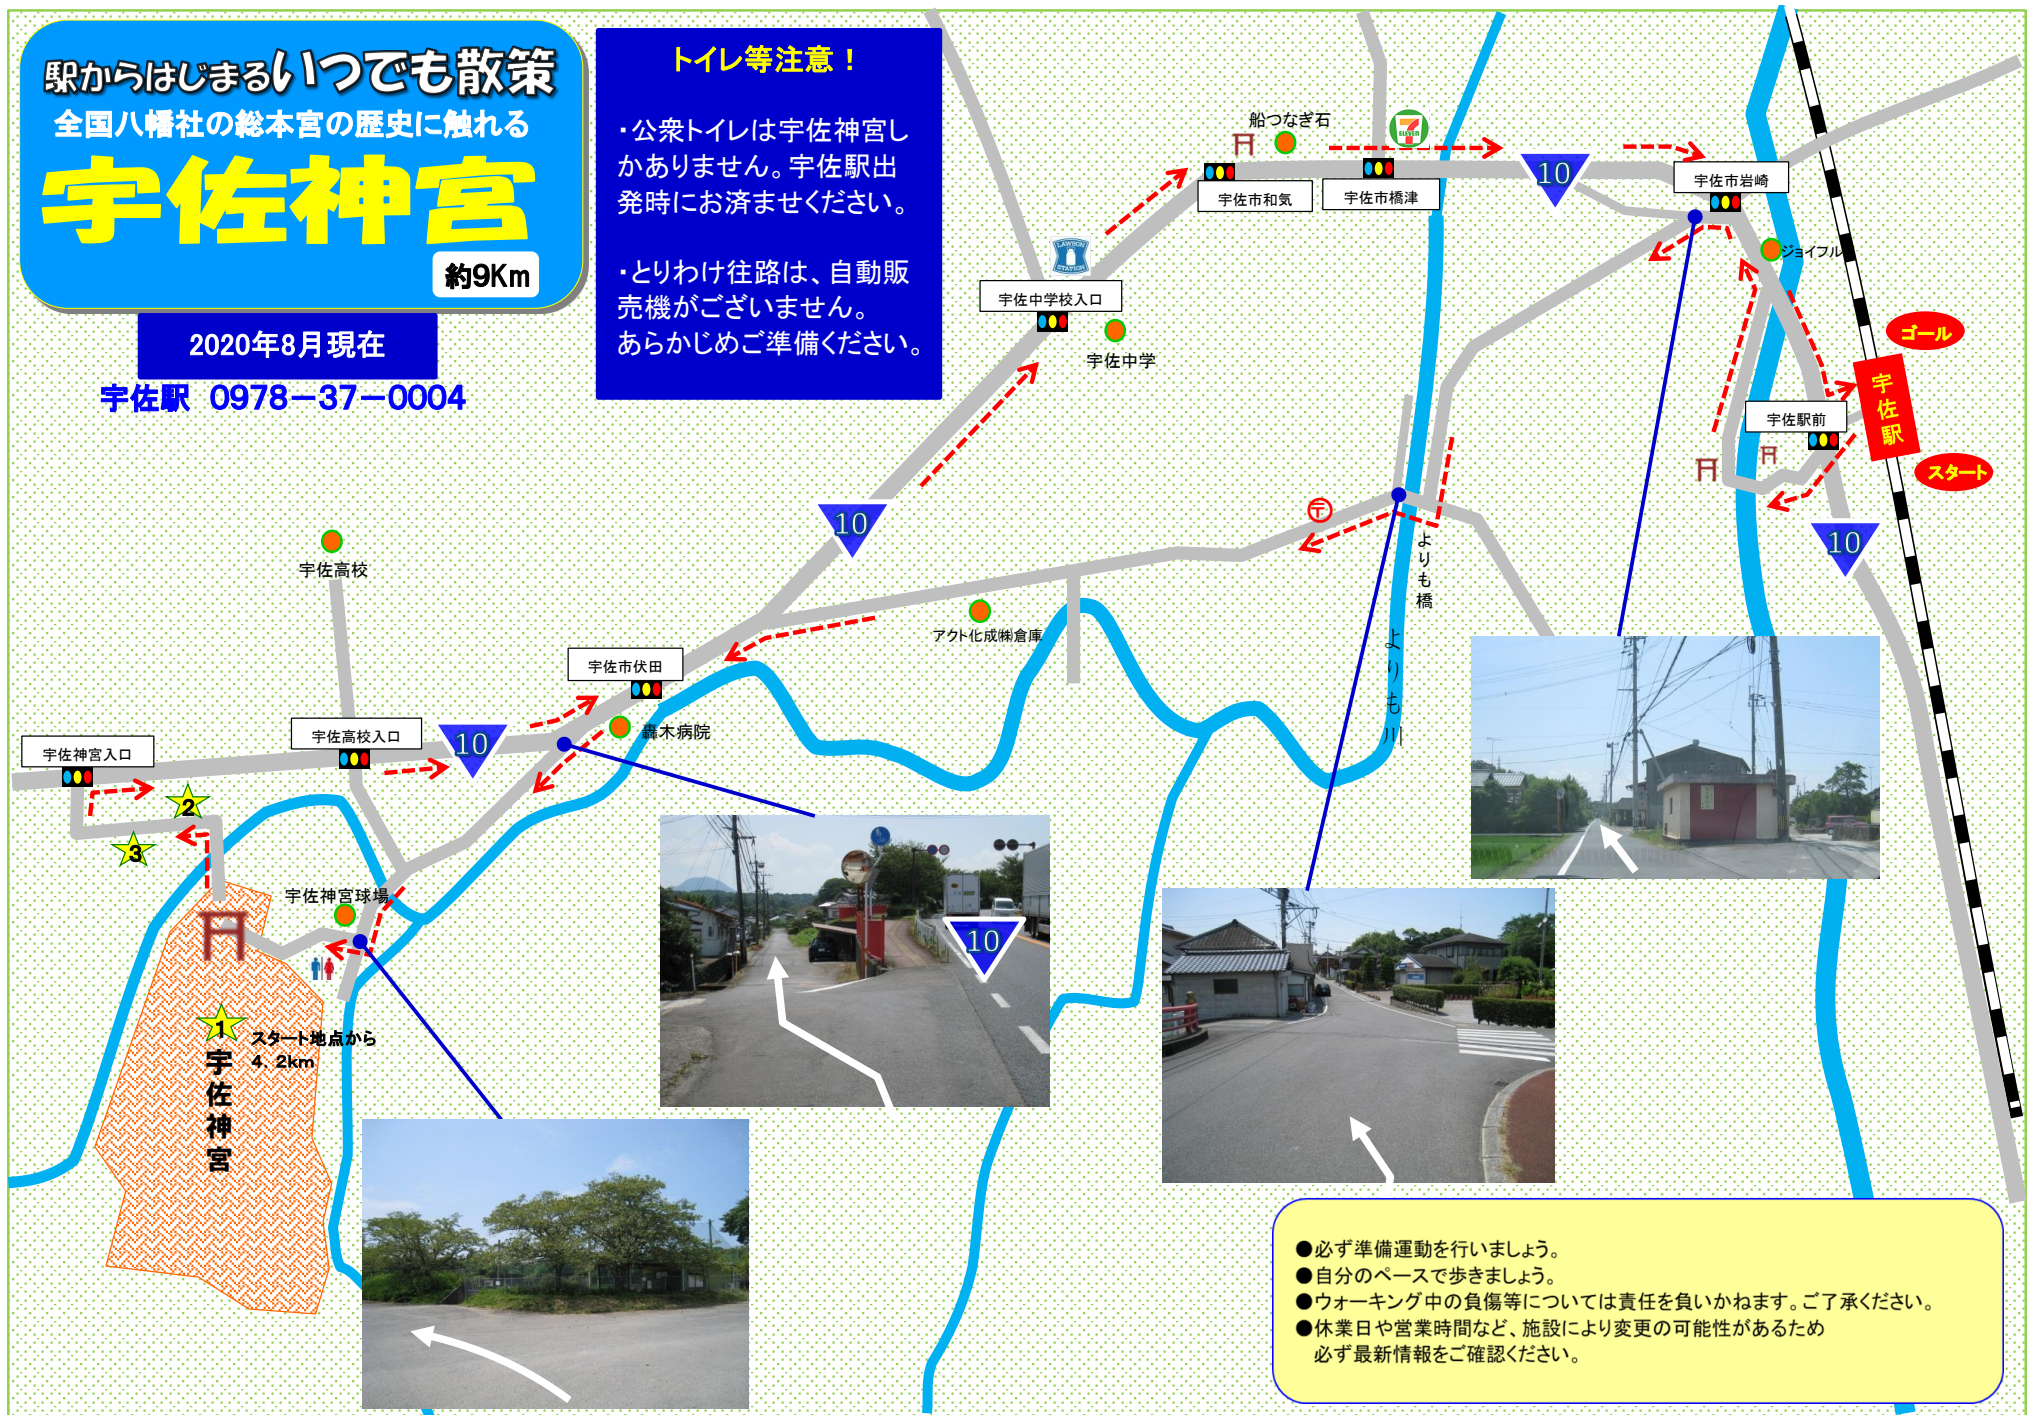 駅からはじまるいつでも散策
全国八幡社の総本宮の歴史に触れる
宇佐神宮
約9Km
2020年8月現在
宇佐駅 0978-37-0004
トイレ等注意！
・公衆トイレは宇佐神宮し
かありません。宇佐駅出
発時にお済ませください。
・とりわけ往路は、自動販
売機がございません。
あらかじめご準備ください。
船つなぎ石
7
ELEVEN
宇佐市和気
宇佐市橋津
10
宇佐市岩崎
ジョイフル
LAWSON
STATION
宇佐中学校入口
宇佐中学
ゴール
宇佐駅
スタート
宇佐駅前
10
10
〒
よりも橋
よりも川
宇佐高校
アクト化成㈱倉庫
宇佐市伏田
轟木病院
宇佐神宮入口
宇佐高校入口
10
2
3
宇佐神宮球場
10
1
スタート地点から
4.2km
宇佐神宮
●必ず準備運動を行いましょう。
●自分のペースで歩きましょう。
●ウォーキング中の負傷等については責任を負いかねます。ご了承ください。
●休業日や営業時間など、施設により変更の可能性があるため
必ず最新情報をご確認ください。